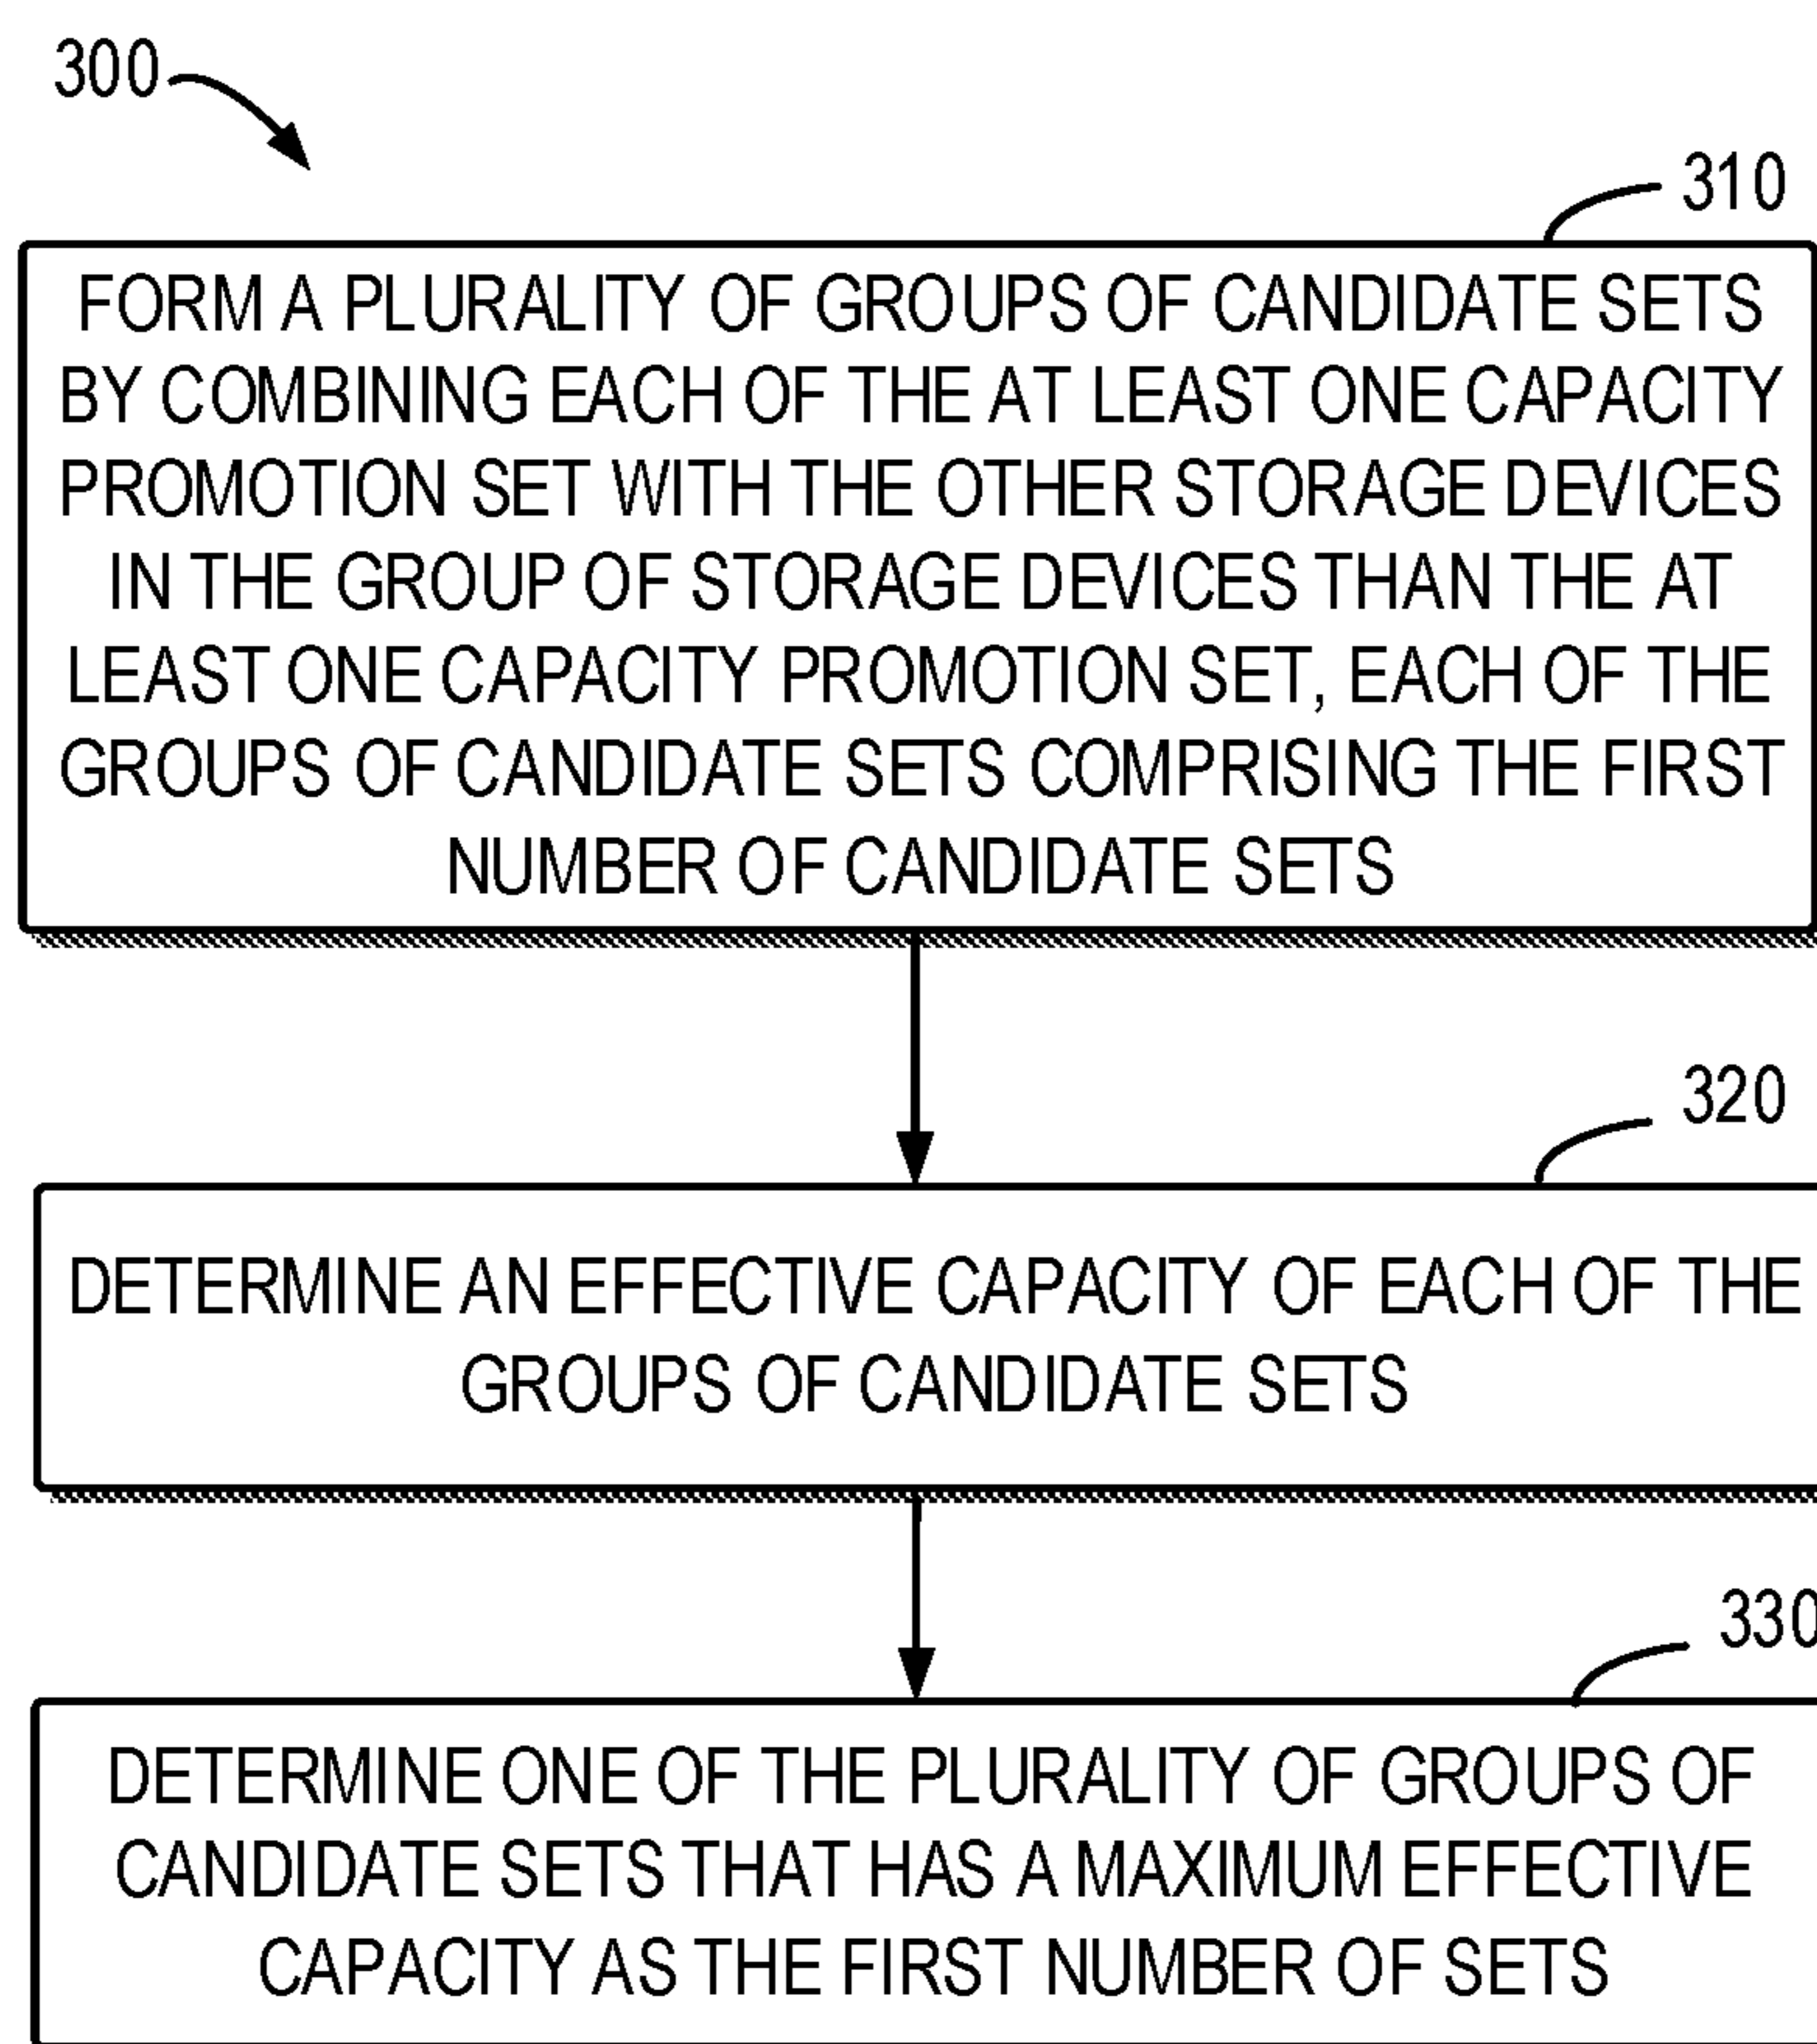 300
310
FORM A PLURALITY OF GROUPS OF CANDIDATE SETS
BY COMBINING EACH OF THE AT LEAST ONE CAPACITY
PROMOTION SET WITH THE OTHER STORAGE DEVICES
IN THE GROUP OF STORAGE DEVICES THAN THE AT
LEAST ONE CAPACITY PROMOTION SET, EACH OF THE
GROUPS OF CANDIDATE SETS COMPRISING THE FIRST
NUMBER OF CANDIDATE SETS
320
DETERMINE AN EFFECTIVE CAPACITY OF EACH OF THE
GROUPS OF CANDIDATE SETS
330
DETERMINE ONE OF THE PLURALITY OF GROUPS OF
CANDIDATE SETS THAT HAS A MAXIMUM EFFECTIVE
CAPACITY AS THE FIRST NUMBER OF SETS